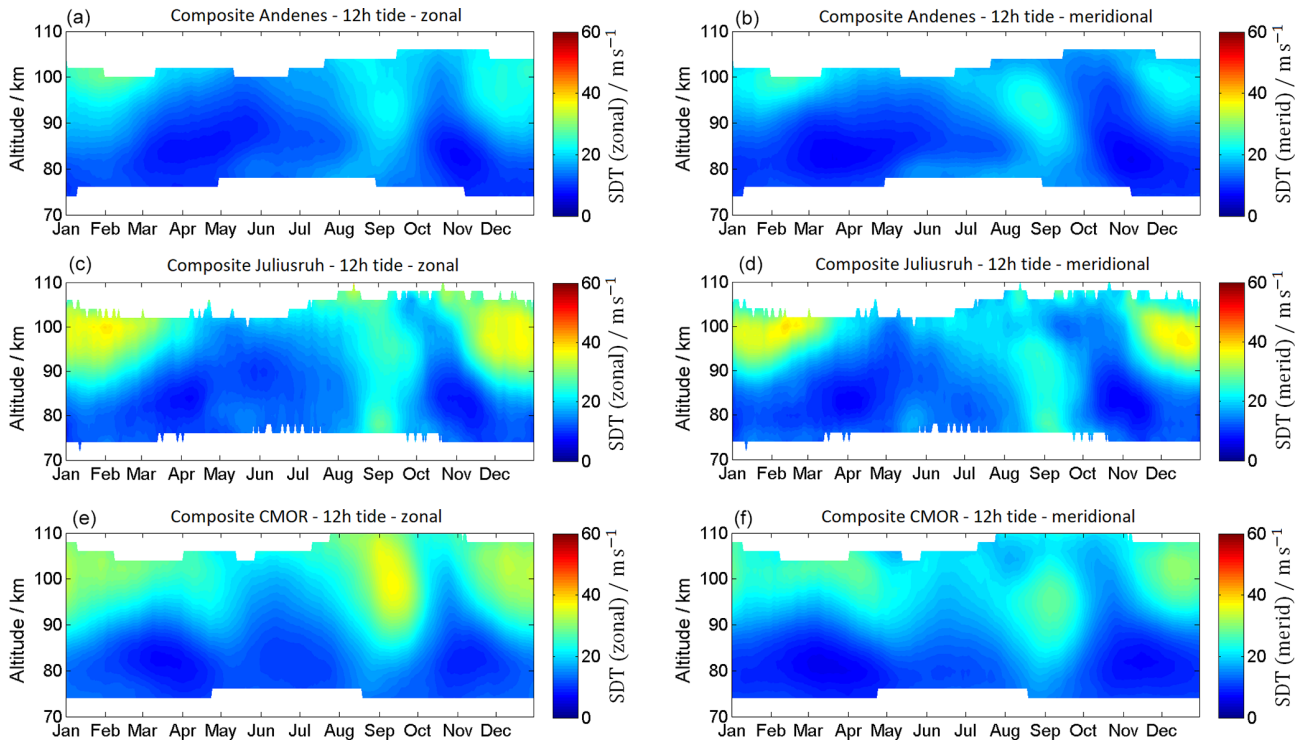 (a) Composite Andenes - 12h tide - zonal
110
100
90
80
70
Altitude / km
Jan Feb Mar Apr May Jun Jul Aug Sep Oct Nov Dec
60
40
20
0
SDT (zonal) / m s⁻¹
(b) Composite Andenes - 12h tide - meridional
110
100
90
80
70
Altitude / km
Jan Feb Mar Apr May Jun Jul Aug Sep Oct Nov Dec
60
40
20
0
SDT (merid) / m s⁻¹
(c) Composite Juliusruh - 12h tide - zonal
110
100
90
80
70
Altitude / km
Jan Feb Mar Apr May Jun Jul Aug Sep Oct Nov Dec
60
40
20
0
SDT (zonal) / m s⁻¹
(d) Composite Juliusruh - 12h tide - meridional
110
100
90
80
70
Altitude / km
Jan Feb Mar Apr May Jun Jul Aug Sep Oct Nov Dec
60
40
20
0
SDT (merid) / m s⁻¹
(e) Composite CMOR - 12h tide - zonal
110
100
90
80
70
Altitude / km
Jan Feb Mar Apr May Jun Jul Aug Sep Oct Nov Dec
60
40
20
0
SDT (zonal) / m s⁻¹
(f) Composite CMOR - 12h tide - meridional
110
100
90
80
70
Altitude / km
Jan Feb Mar Apr May Jun Jul Aug Sep Oct Nov Dec
60
40
20
0
SDT (merid) / m s⁻¹